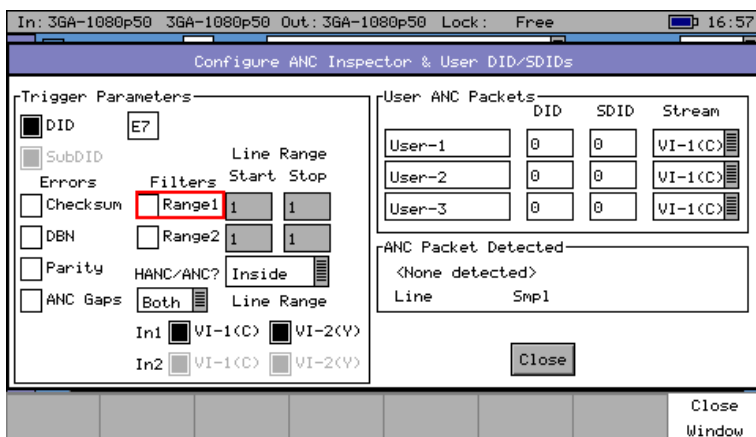 In: 3GA-1080p50 3GA-1080p50 Out: 3GA-1080p50 Lock: Free 16:57
Configure ANC Inspector & User DID/SDIDs
Trigger Parameters
DID E7
SubDID
Line Range
Errors Filters Start Stop
Checksum Range1 1 1
DBN Range2 1 1
Parity HANC/ANC? Inside
ANC Gaps Both Line Range
In1 VI-1(C) VI-2(Y)
In2 VI-1(C) VI-2(Y)
User ANC Packets
DID SDID Stream
User-1 0 0 VI-1(C)
User-2 0 0 VI-1(C)
User-3 0 0 VI-1(C)
ANC Packet Detected
<None detected>
Line Smpl
Close
Close
Window